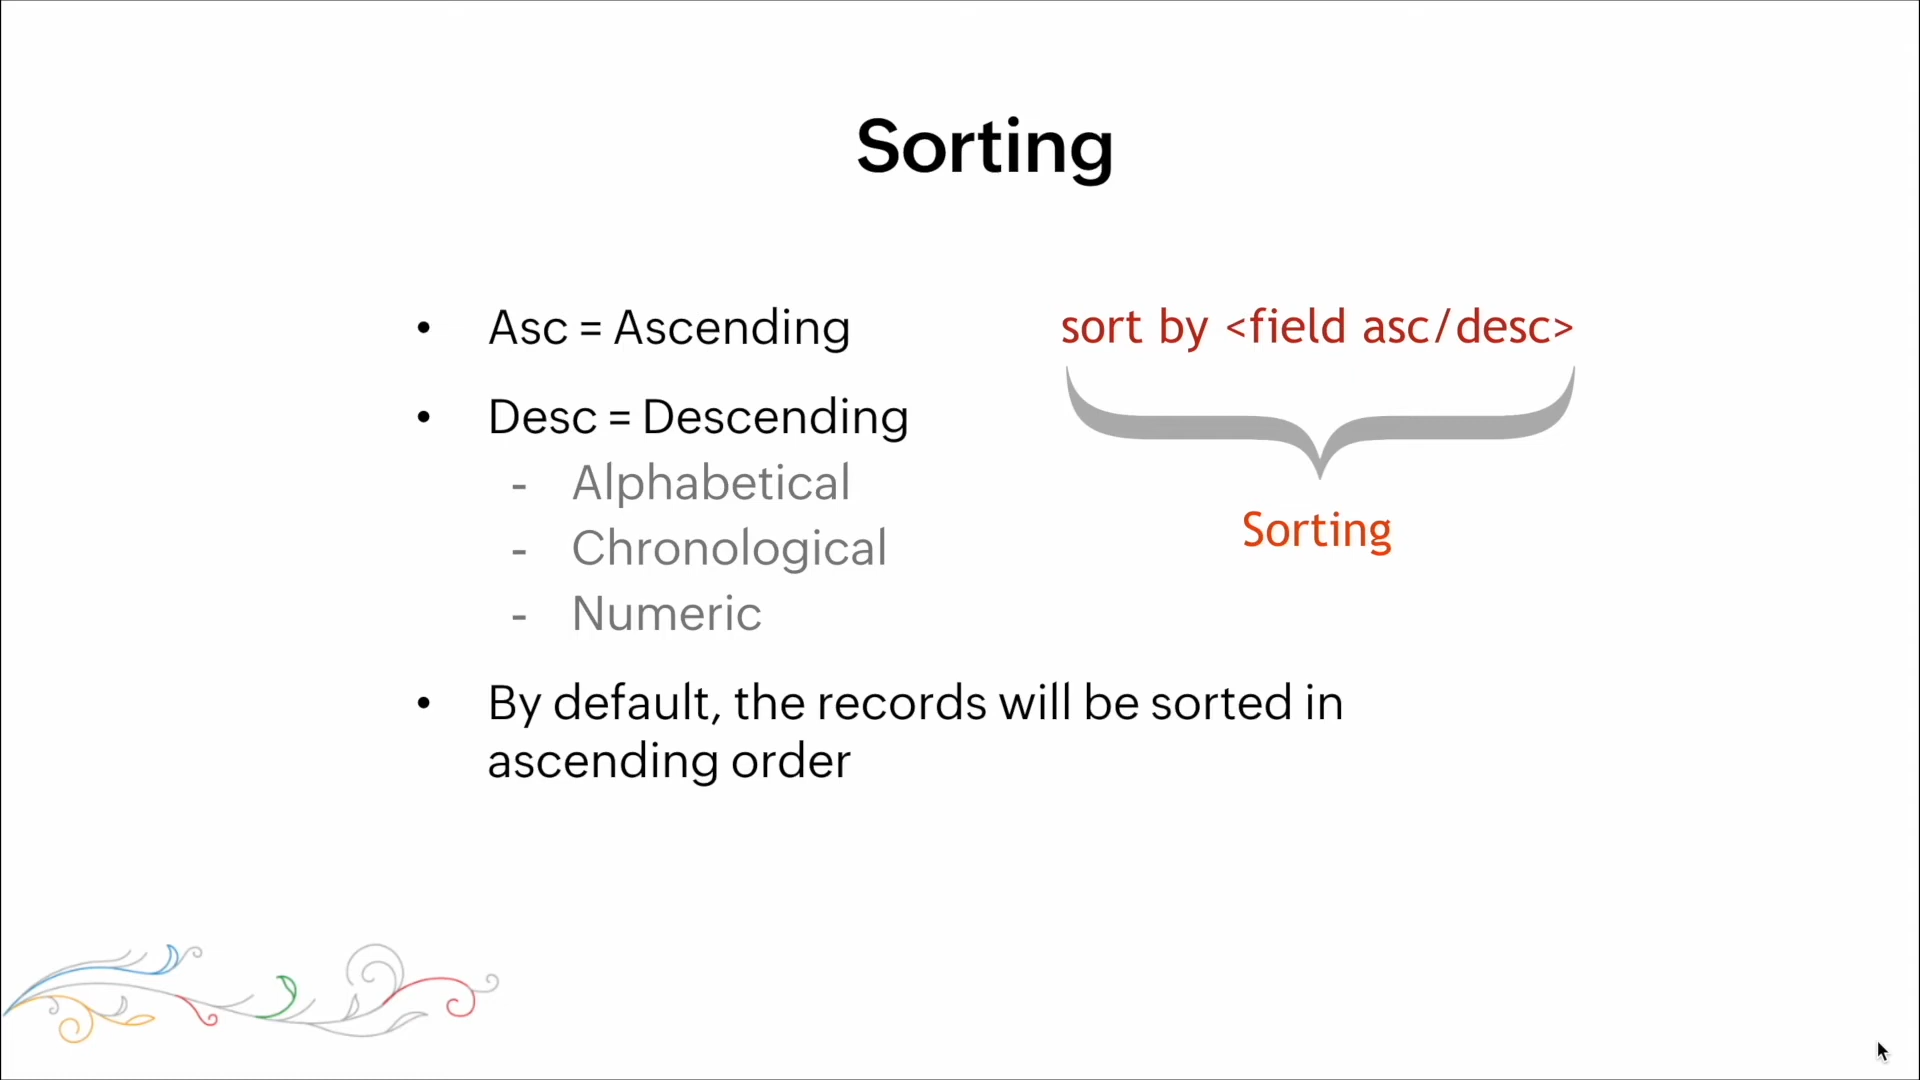 Sorting
• Asc = Ascending
• Desc = Descending
- Alphabetical
- Chronological
- Numeric
• By default, the records will be sorted in
ascending order
sort by <field asc/desc>
Sorting